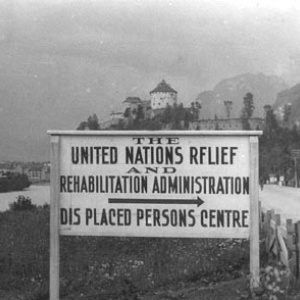 THE
UNITED NATIONS RFLIEF
AND
REHABILITATION ADMINISTRATION
DIS PLACED PERSONS CENTRE